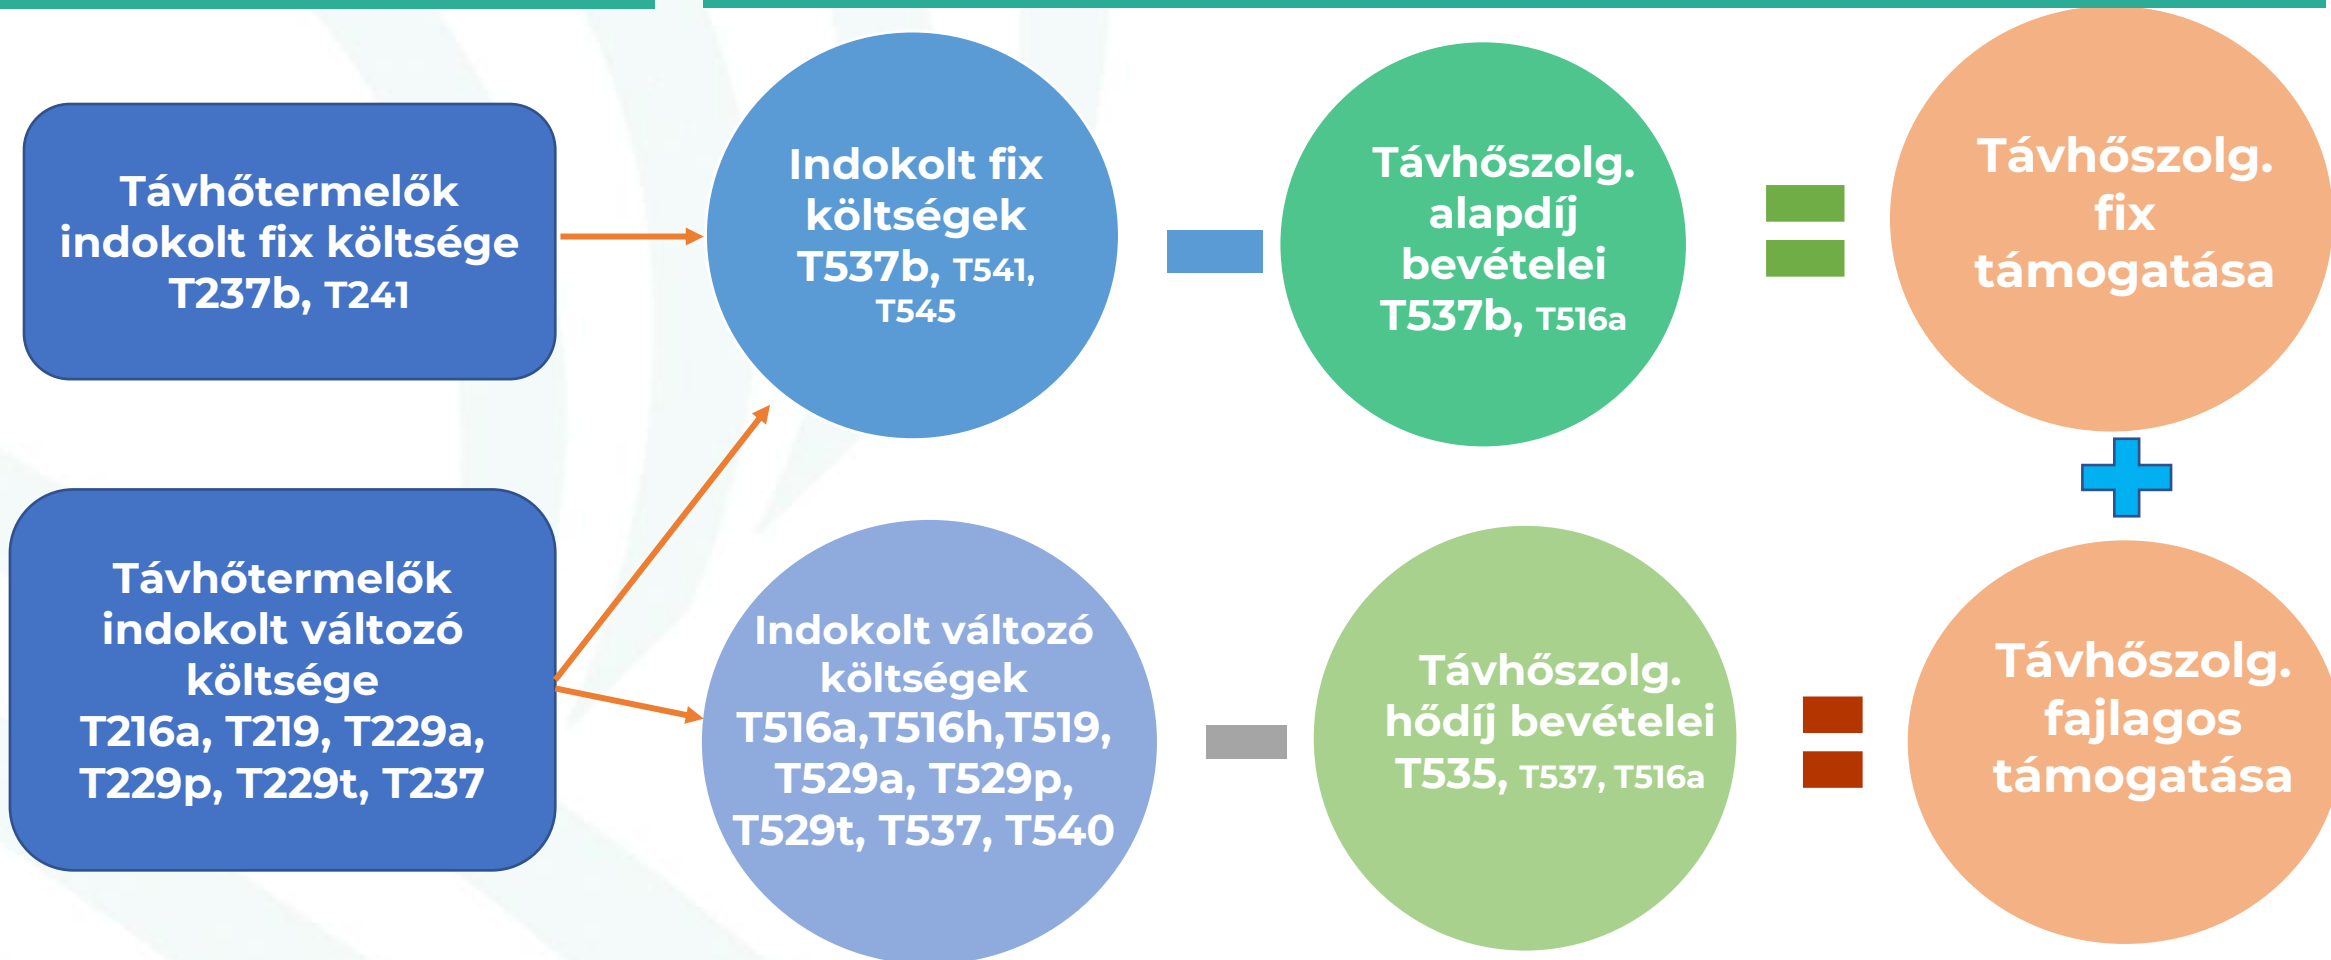 Távhőtermelők
indokolt fix költsége
T237b, T241
Indokolt fix
költségek
T537b, T541,
T545
Távhőszolg.
alapdíj
bevételei
T537b, T516a
Távhőszolg.
fix
támogatása
Távhőtermelők
indokolt változó
költsége
T216a, T219, T229a,
T229p, T229t, T237
Indokolt változó
költségek
T516a,T516h,T519,
T529a, T529p,
T529t, T537, T540
Távhőszolg.
hődíj bevételei
T535, T537, T516a
Távhőszolg.
fajlagos
támogatása